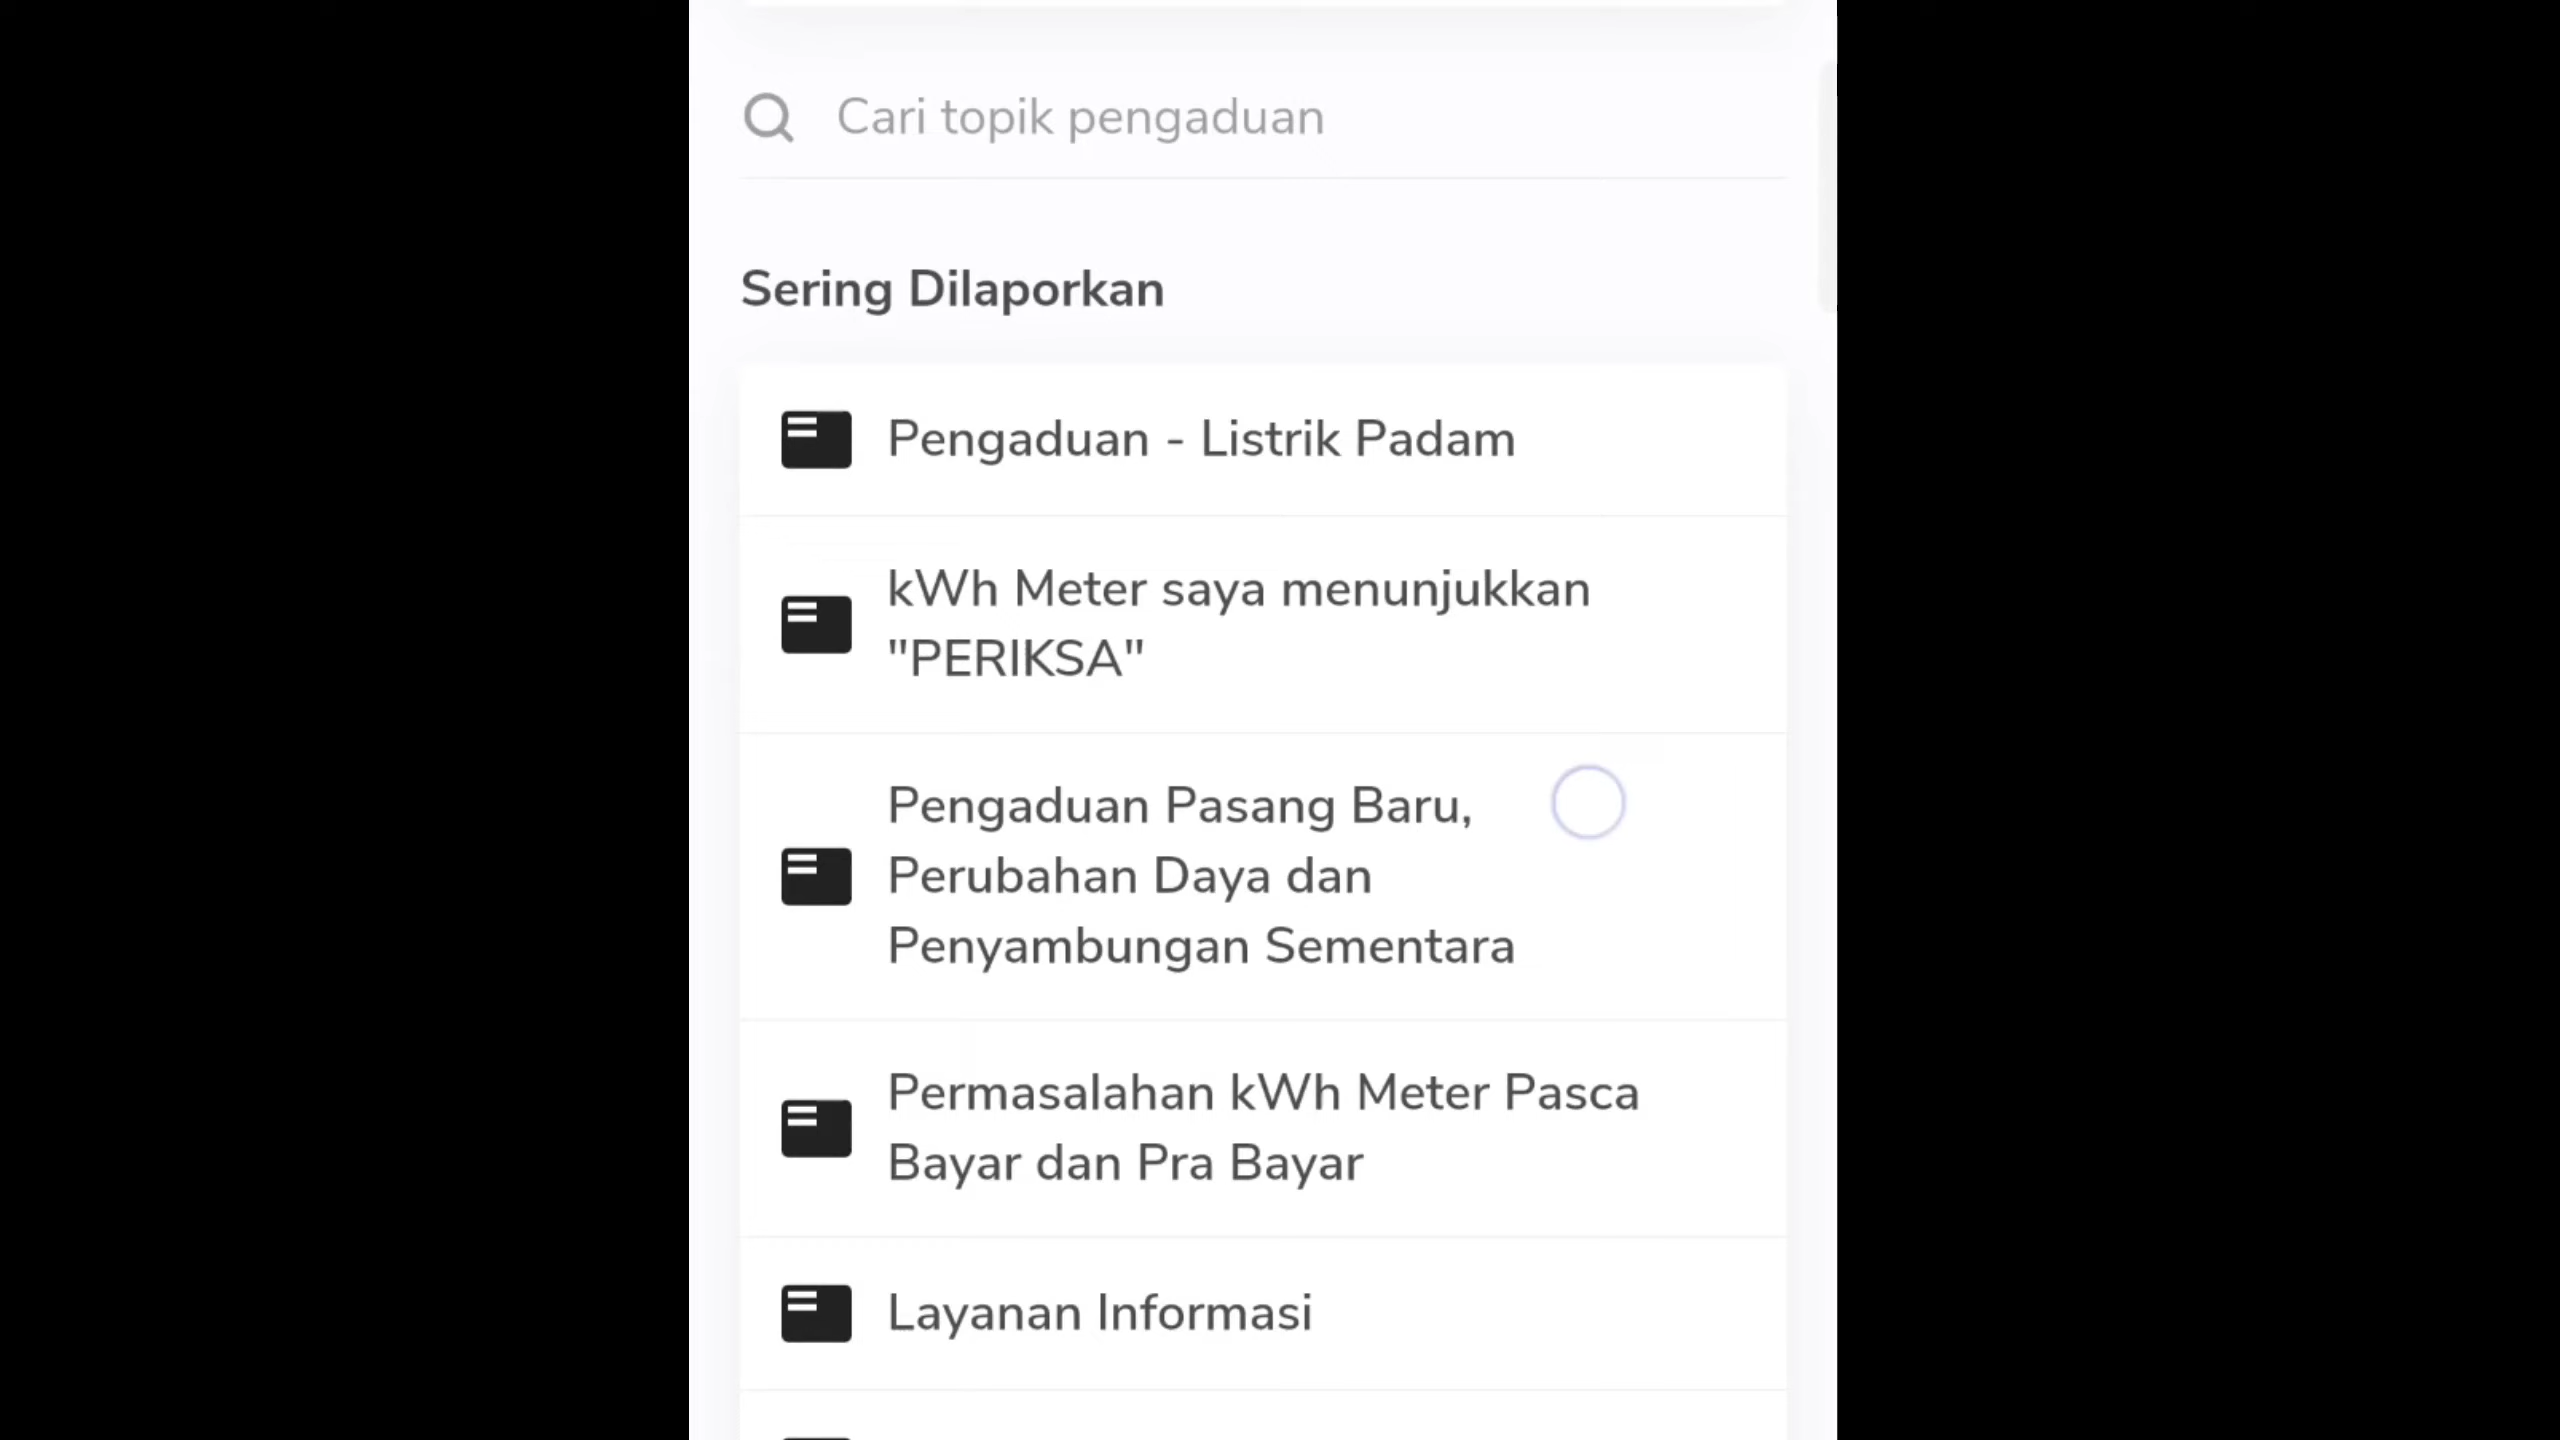 Cari topik pengaduan
Sering Dilaporkan
Pengaduan - Listrik Padam
kWh Meter saya menunjukkan
"PERIKSA"
Pengaduan Pasang Baru,
Perubahan Daya dan
Penyambungan Sementara
Permasalahan kWh Meter Pasca
Bayar dan Pra Bayar
Layanan Informasi